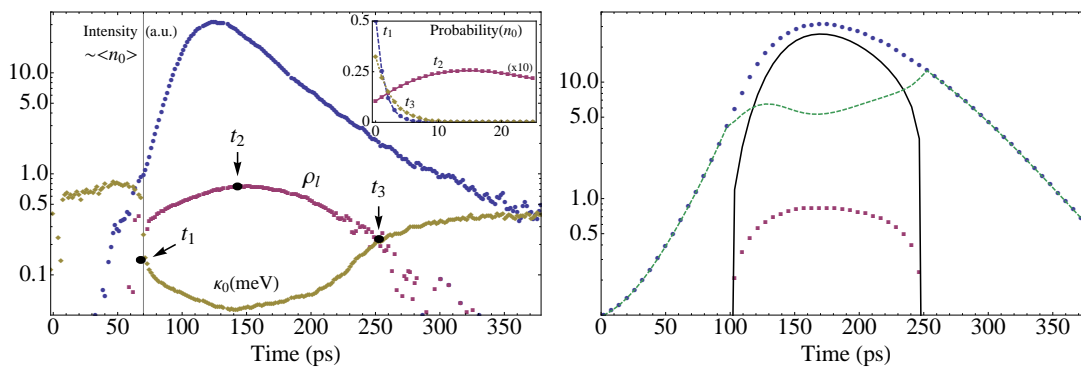 Intensity (a.u.)
~<n₀>
10.0
5.0
1.0
0.5
0.1
t₁
t₂
t₃
ρₗ
κ₀(meV)
0 50 100 150 200 250 300 350
Time (ps)
0.5
0.25
0
Probability(n₀)
t₁
t₂
(x10)
t₃
0 10 20
10.0
5.0
1.0
0.5
0 50 100 150 200 250 300 350
Time (ps)